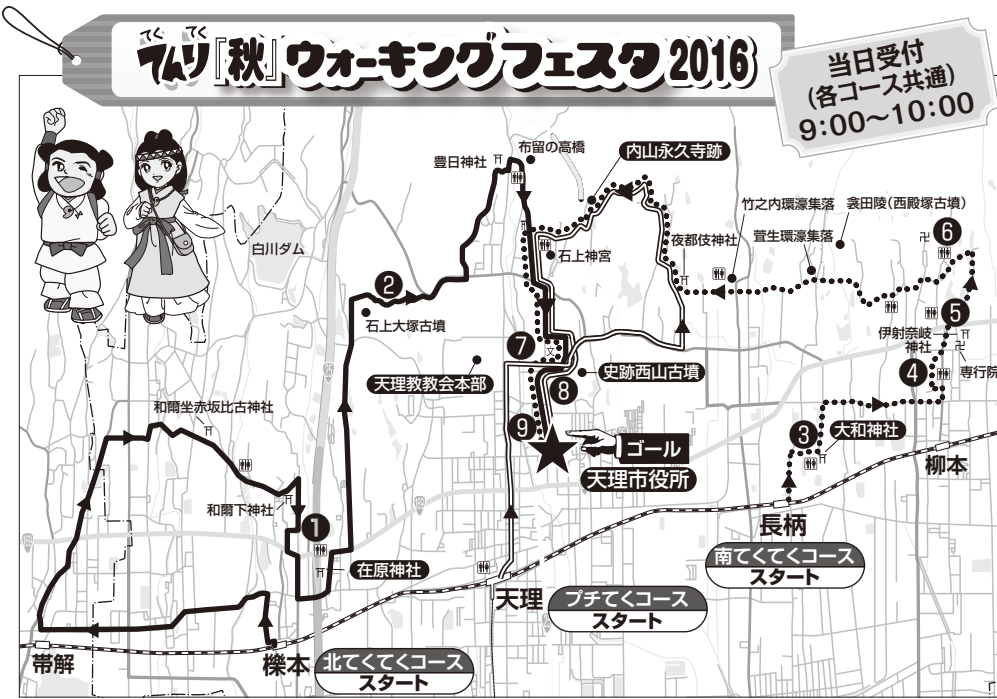 てくてく
てんり『秋』ウォーキングフェスタ2016
当日受付
(各コース共通)
9:00〜10:00
布留の高橋
豊日神社
内山永久寺跡
竹之内環濠集落
衾田陵(西殿塚古墳)
白川ダム
石上神宮
夜都伎神社
菅生環濠集落
6
2
石上大塚古墳
5
伊射奈岐
神社
7
文
天理教教会本部
8
史跡西山古墳
4
専行院
和爾坐赤坂比古神社
9
ゴール
天理市役所
3
大和神社
柳本
和爾下神社
1
在原神社
長柄
南てくてくコース
スタート
天理
プチてくコース
スタート
帯解
櫟本
北てくてくコース
スタート